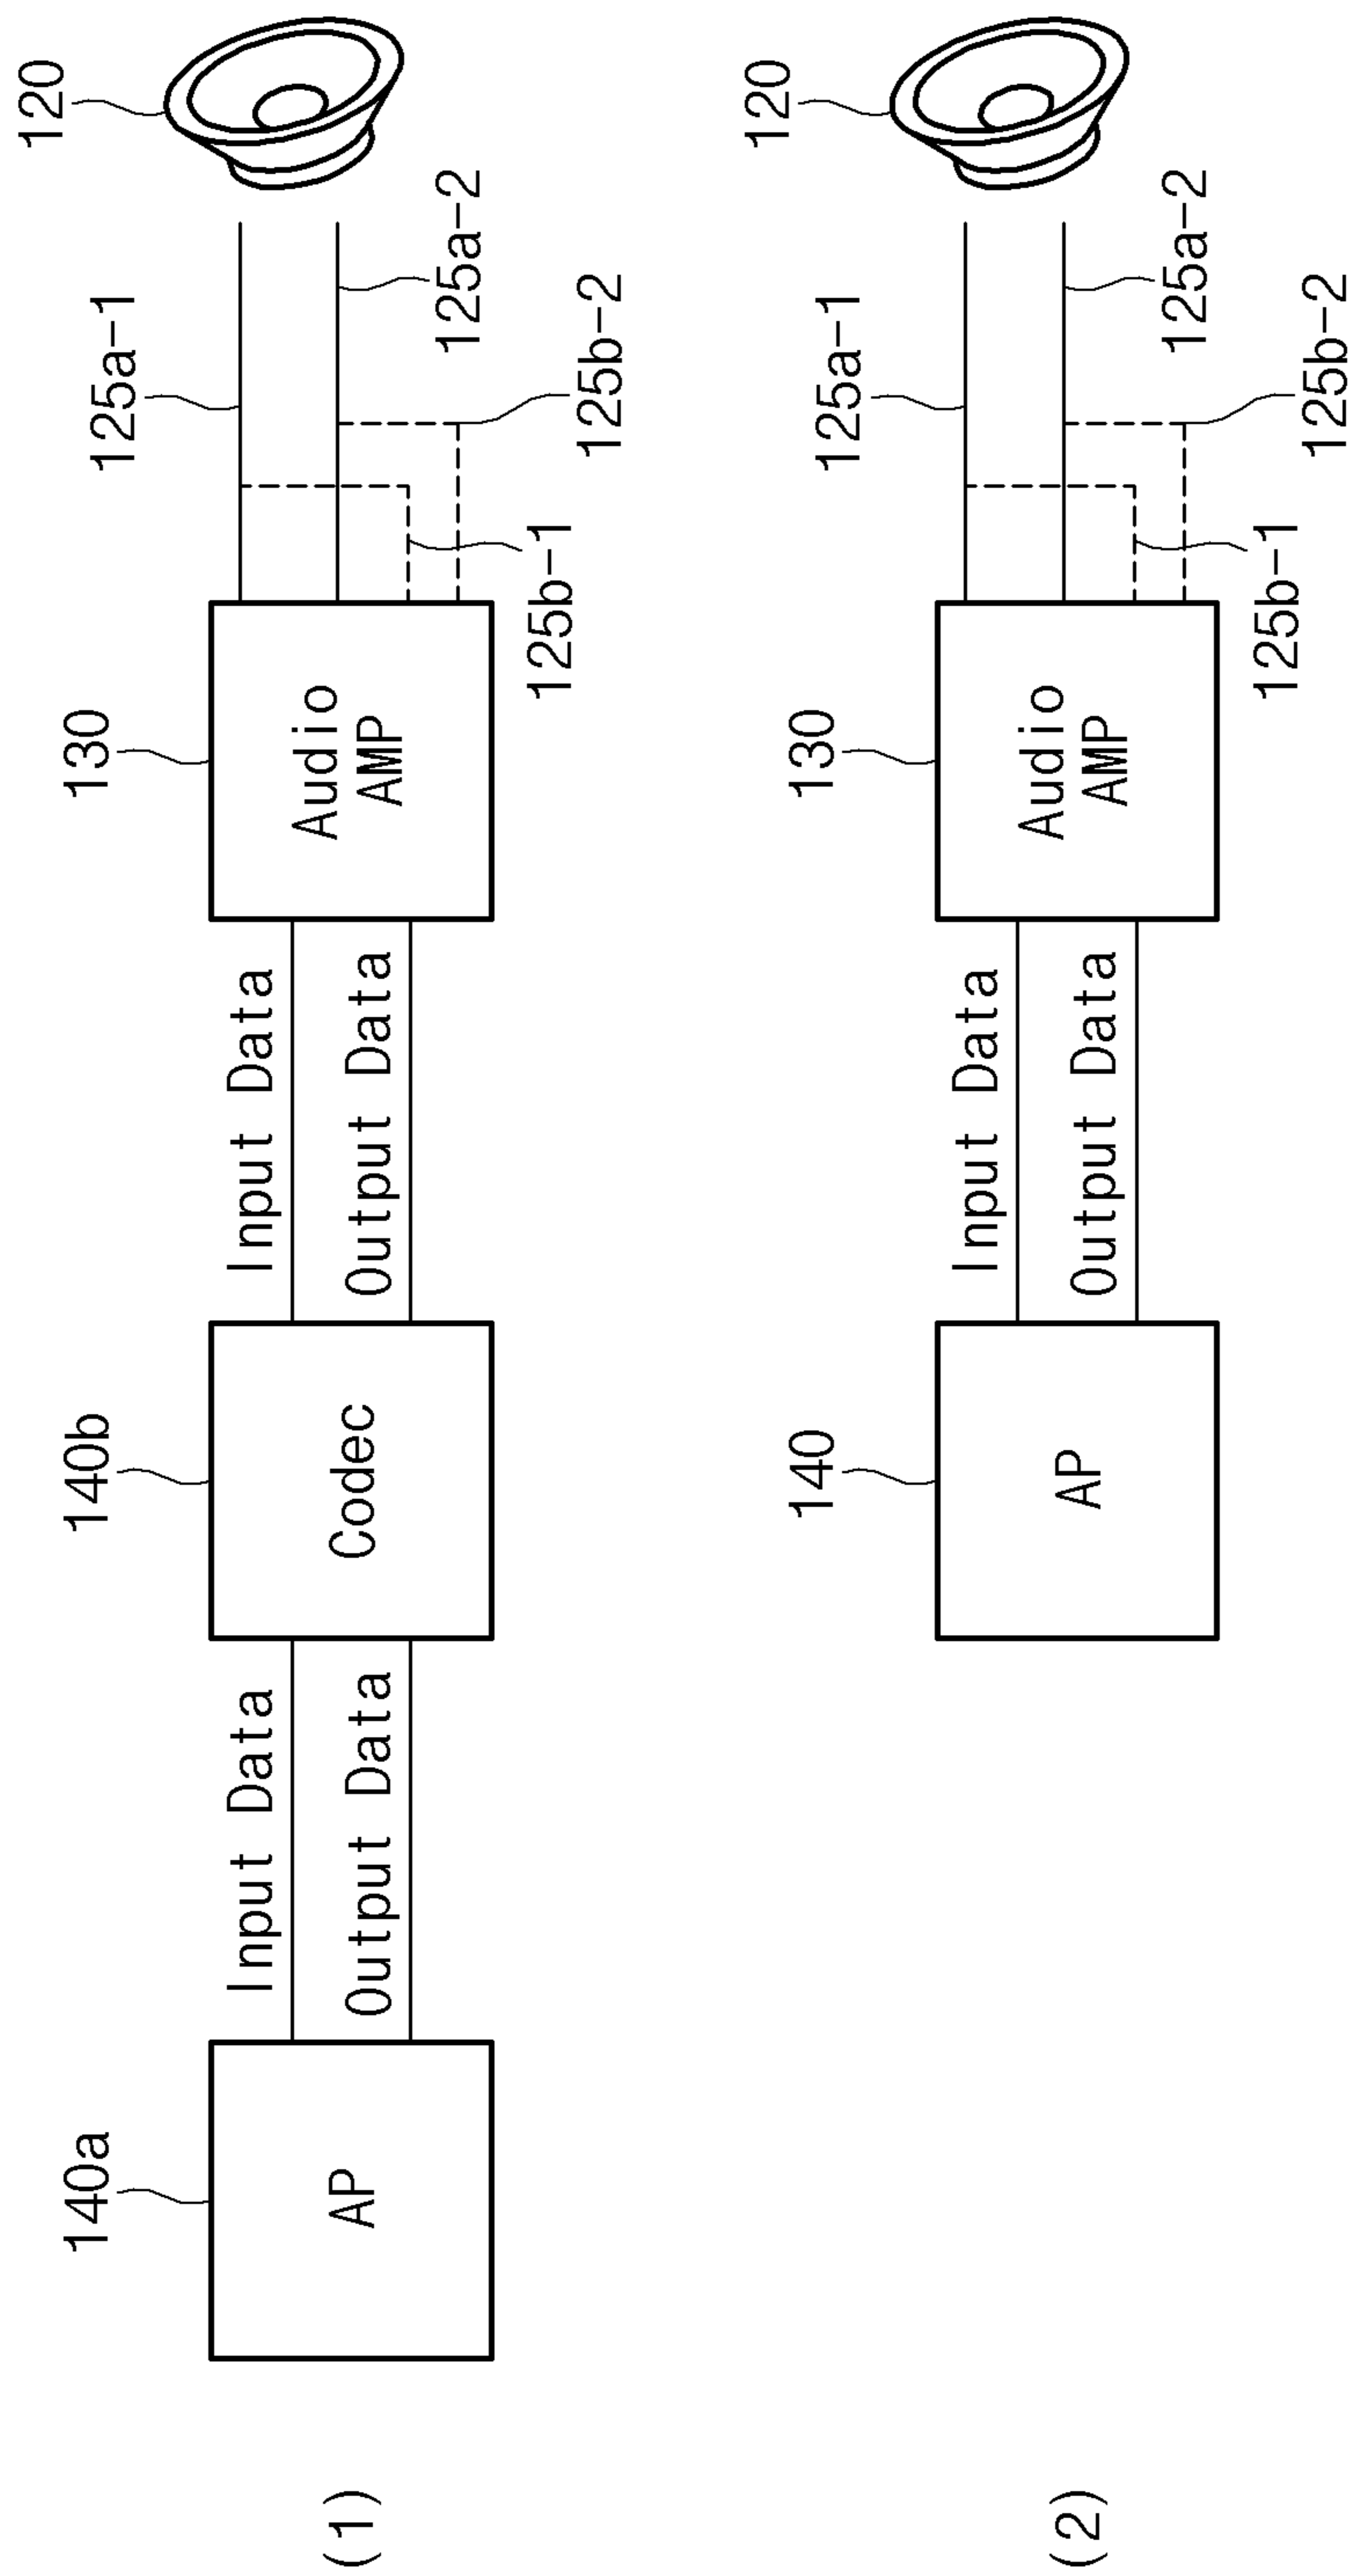 (1)
140a
AP
Input Data
Output Data
140b
Codec
Input Data
Output Data
130
Audio
AMP
125a-1
125a-2
125b-1
125b-2
120
(2)
140
AP
Input Data
Output Data
130
Audio
AMP
125a-1
125a-2
125b-1
125b-2
120